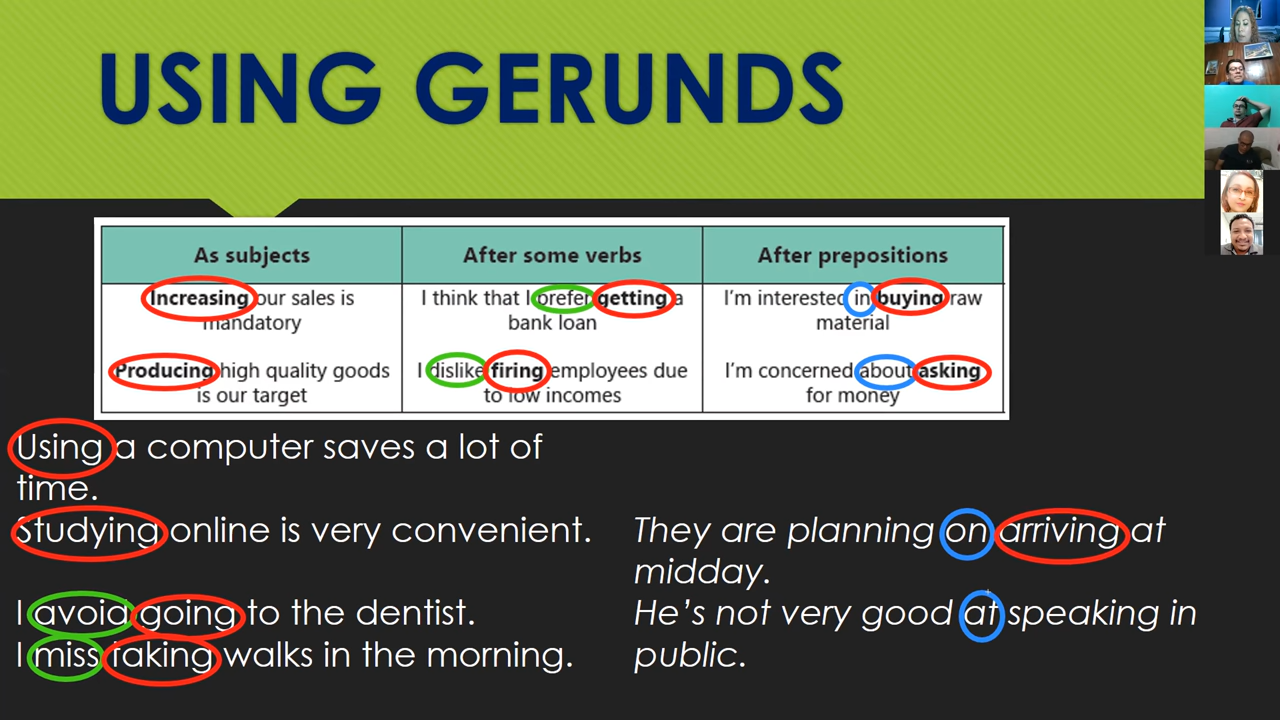 USING GERUNDS
As subjects
After some verbs
After prepositions
Increasing our sales is
mandatory
I think that I prefer getting a
bank loan
I'm interested in buying raw
material
Producing high quality goods
is our target
I dislike firing employees due
to low incomes
I'm concerned about asking
for money
Using a computer saves a lot of
time.
Studying online is very convenient.
I avoid going to the dentist.
I miss taking walks in the morning.
They are planning on arriving at
midday.
He's not very good at speaking in
public.